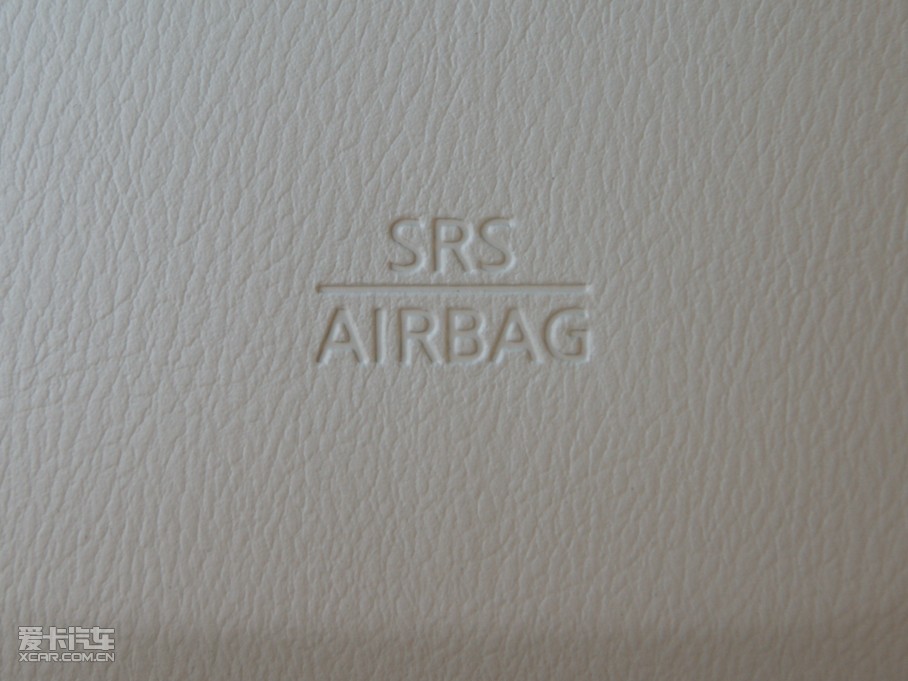 SRS
AIRBAG
爱卡汽车
XCAR.COM.CN